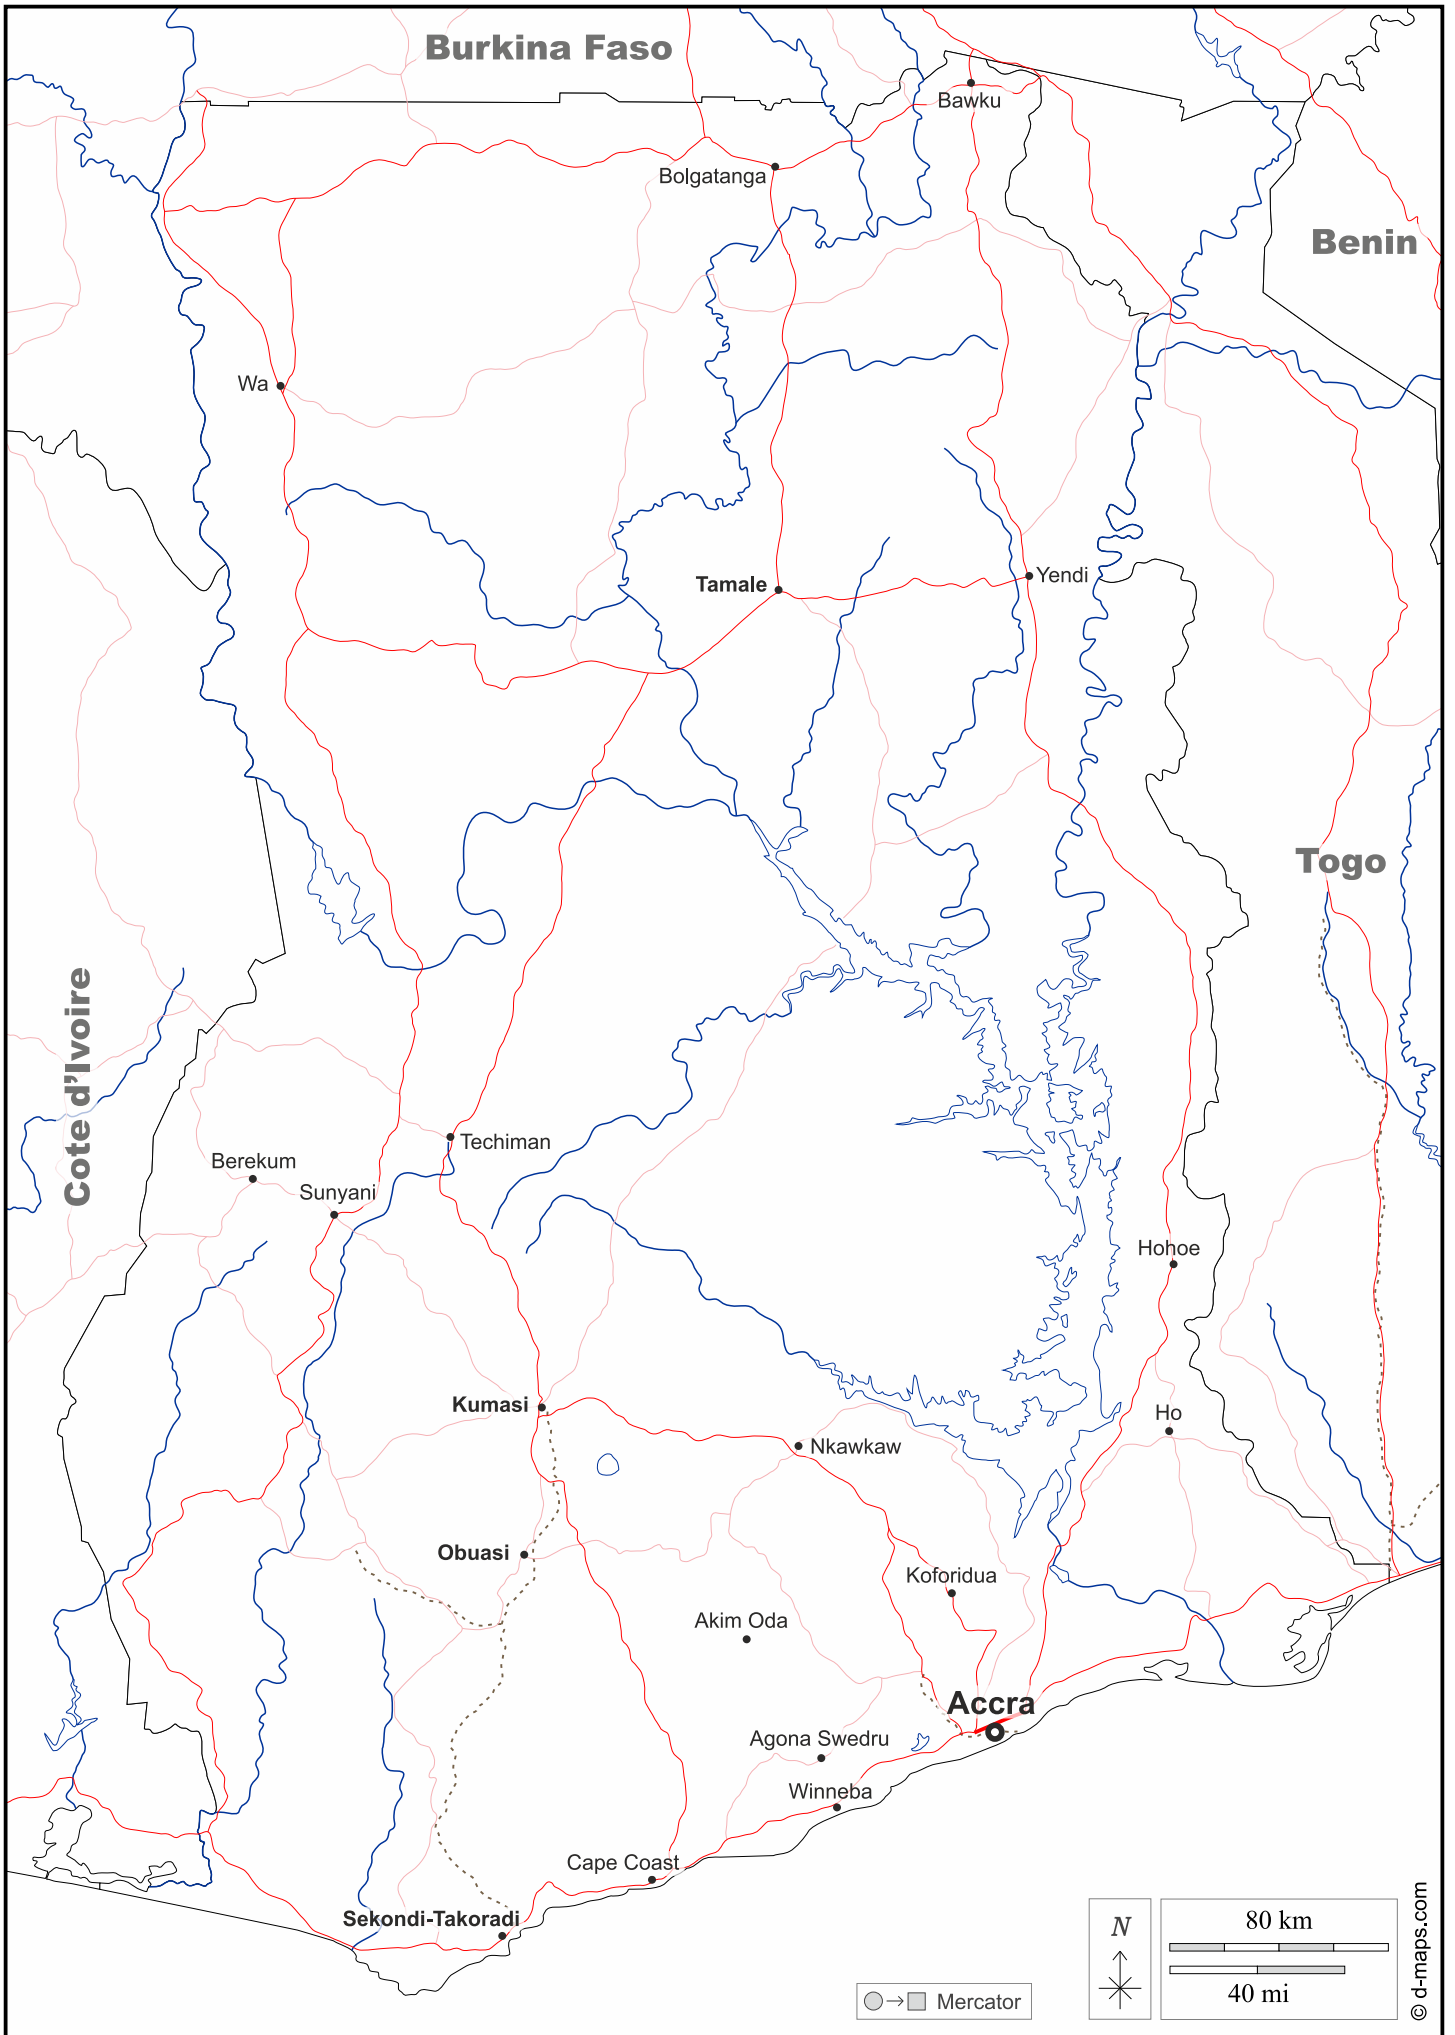 Burkina Faso
Bawku
Bolgatanga
Benin
Wa
Tamale
Yendi
Togo
Cote d'Ivoire
Techiman
Berekum
Sunyani
Hohoe
Kumasi
Ho
Nkawkaw
Obuasi
Koforidua
Akim Oda
Accra
Agona Swedru
Winneba
Cape Coast
Sekondi-Takoradi
N
80 km
40 mi
Mercator
© d-maps.com